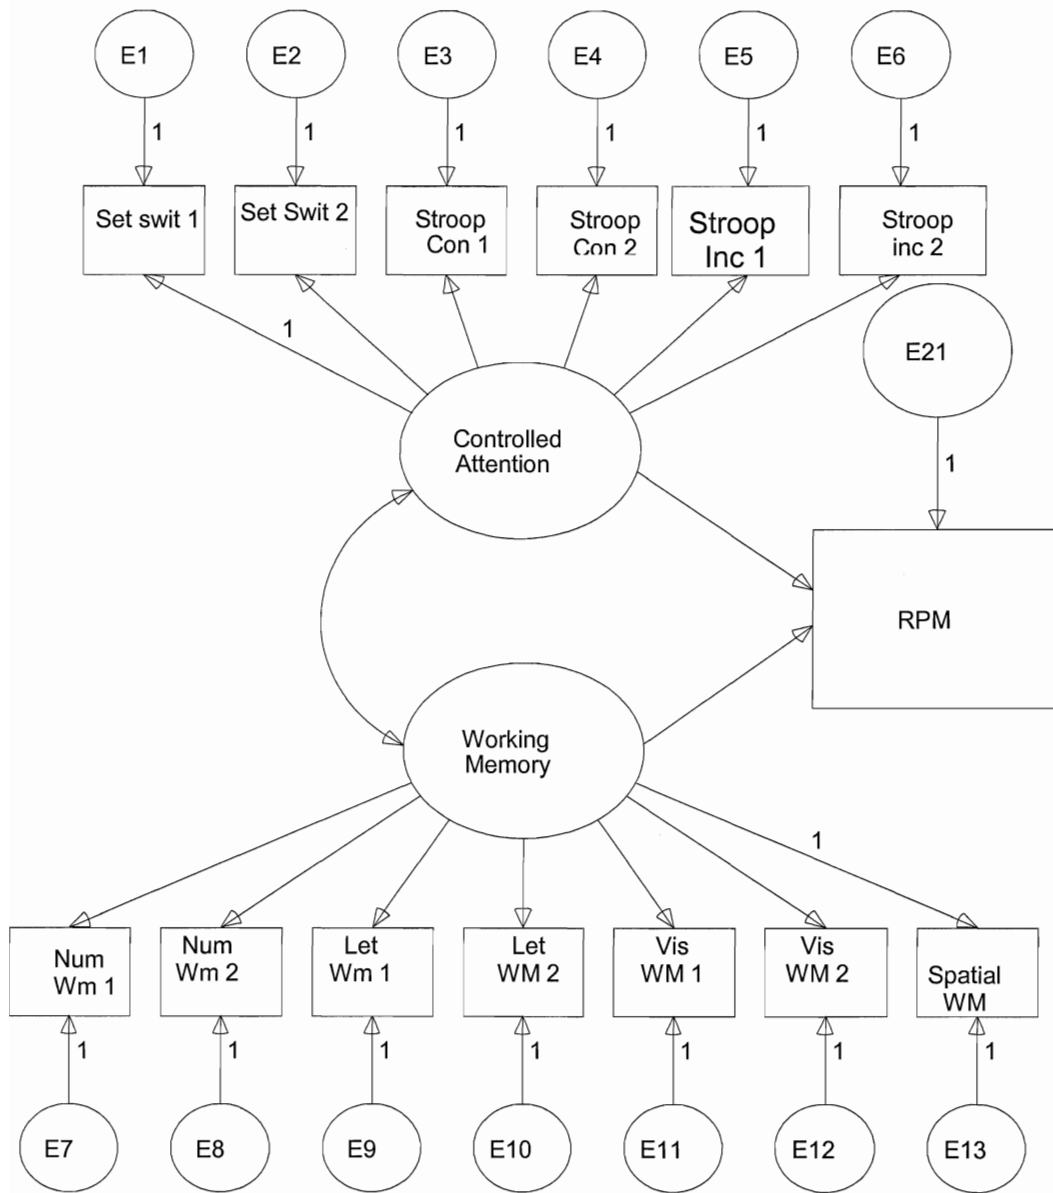 E1
E2
E3
E4
E5
E6
1
1
1
1
1
1
Set swit 1
Set Swit 2
Stroop
Con 1
Stroop
Con 2
Stroop
Inc 1
Stroop
inc 2
1
E21
Controlled
Attention
1
RPM
Working
Memory
1
Num
Wm 1
Num
Wm 2
Let
Wm 1
Let
WM 2
Vis
WM 1
Vis
WM 2
Spatial
WM
1
1
1
1
1
1
1
E7
E8
E9
E10
E11
E12
E13